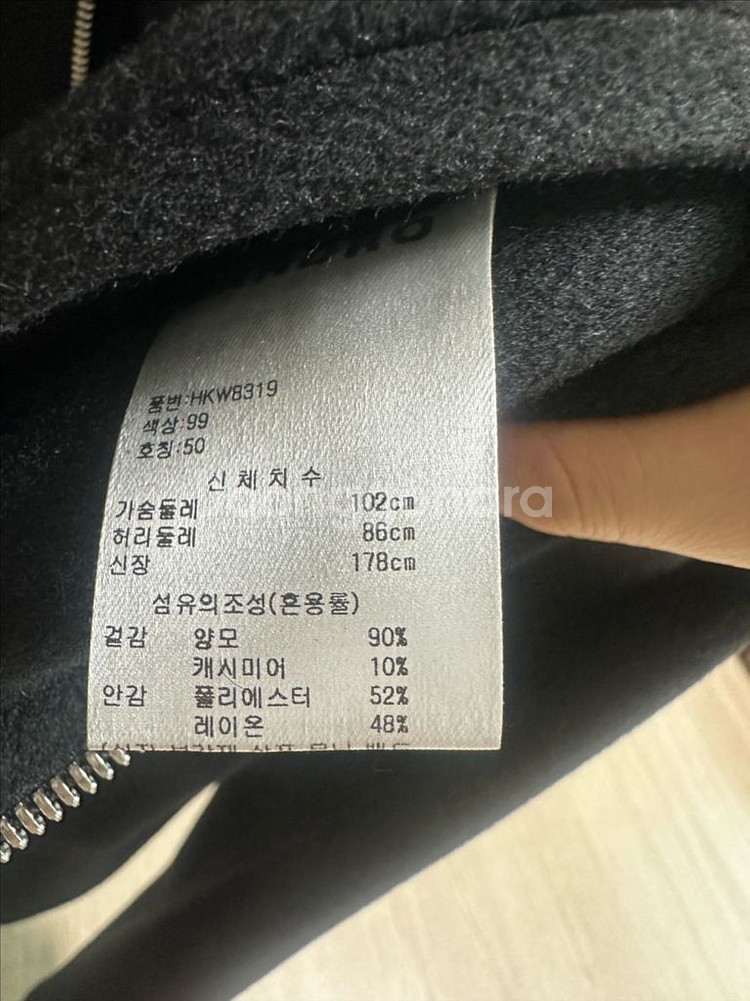 품번:HKW8319
색상:99
호칭:50
신체치수
가슴둘레 102cm
허리둘레 86cm
신장 178cm
섬유의조성(혼용률)
겉감 양모 90%
캐시미어 10%
안감 폴리에스터 52%
레이온 48%